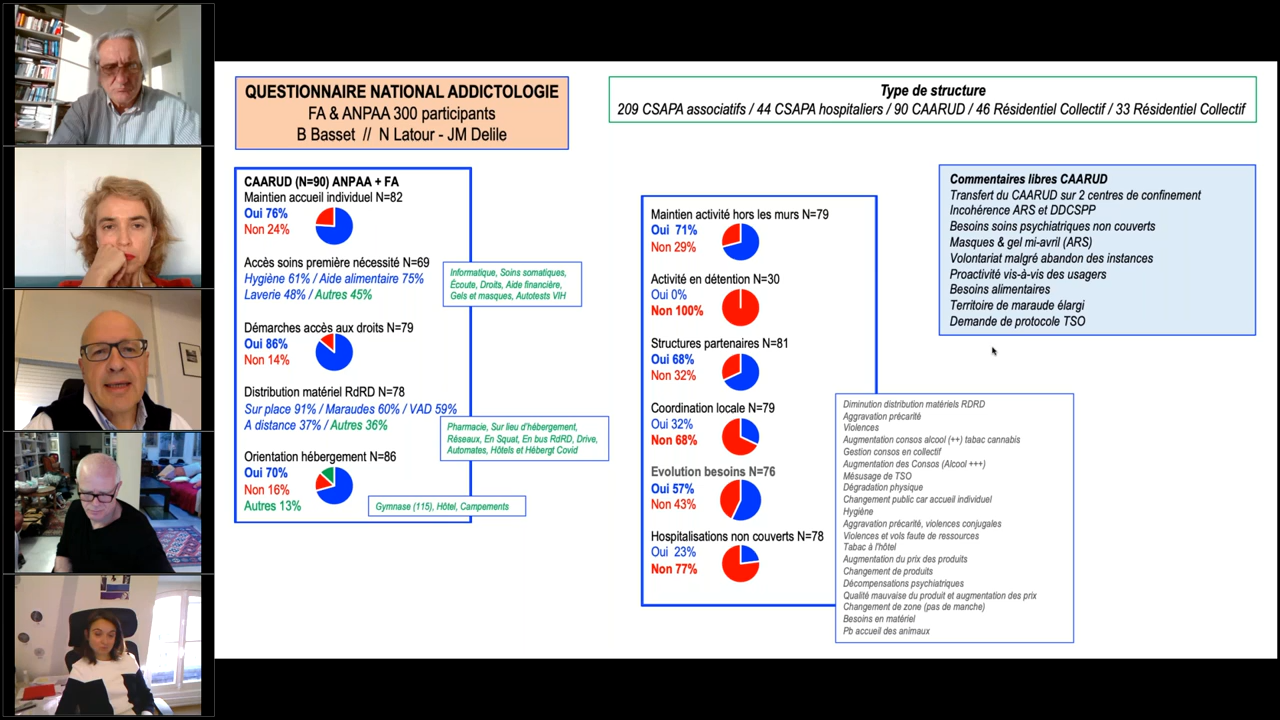 QUESTIONNAIRE NATIONAL ADDICTOLOGIE
FA & ANPAA 300 participants
B Basset // N Latour - JM Delile
Type de structure
209 CSAPA associatifs / 44 CSAPA hospitaliers / 90 CAARUD / 46 Résidentiel Collectif / 33 Résidentiel Collectif
CAARUD (N=90) ANPAA + FA
Maintien accueil individuel N=82
Oui 76%
Non 24%
Accès soins première nécessité N=69
Hygiène 61% / Aide alimentaire 75%
Laverie 48% / Autres 45%
Informatique, Soins somatiques,
Écoute, Droits, Aide financière,
Gels et masques, Autotests VIH
Démarches accès aux droits N=79
Oui 86%
Non 14%
Distribution matériel RdRD N=78
Sur place 91% / Maraudes 60% / VAD 59%
A distance 37% / Autres 36%
Pharmacie, Sur lieu d'hébergement,
Réseaux, En Squat, En bus RdRD, Drive,
Automates, Hôtels et Hébergt Covid
Orientation hébergement N=86
Oui 70%
Non 16%
Autres 13%
Gymnase (115), Hôtel, Campements
Maintien activité hors les murs N=79
Oui 71%
Non 29%
Activité en détention N=30
Oui 0%
Non 100%
Structures partenaires N=81
Oui 68%
Non 32%
Coordination locale N=79
Oui 32%
Non 68%
Evolution besoins N=76
Oui 57%
Non 43%
Hospitalisations non couverts N=78
Oui 23%
Non 77%
Commentaires libres CAARUD
Transfert du CAARUD sur 2 centres de confinement
Incohérence ARS et DDCSPP
Besoins soins psychiatriques non couverts
Masques & gel mi-avril (ARS)
Volontariat malgré abandon des instances
Proactivité vis-à-vis des usagers
Besoins alimentaires
Territoire de maraude élargi
Demande de protocole TSO
Diminution distribution matériels RDRD
Aggravation précarité
Violences
Augmentation consos alcool (++) tabac cannabis
Gestion consos en collectif
Augmentation des Consos (Alcool +++)
Mésusage de TSO
Dégradation physique
Changement public car accueil individuel
Hygiène
Aggravation précarité, violences conjugales
Violences et vols faute de ressources
Tabac à l'hôtel
Augmentation du prix des produits
Changement de produits
Décompensations psychiatriques
Qualité mauvaise du produit et augmentation des prix
Changement de zone (pas de manche)
Besoins en matériel
Pb accueil des animaux